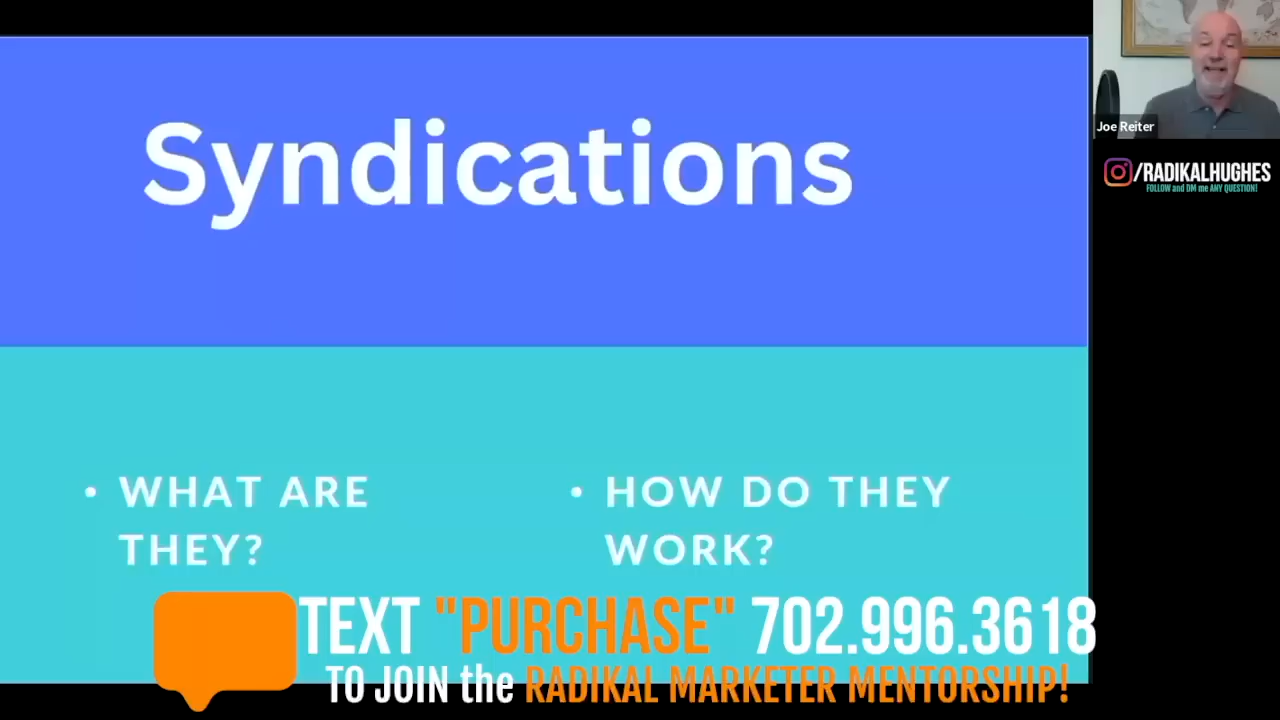 Syndications
• WHAT ARE
THEY?
• HOW DO THEY
WORK?
TEXT "PURCHASE" 702.996.3618
TO JOIN the RADIKAL MARKETER MENTORSHIP!
Joe Reiter
/RADIKALHUGHES
FOLLOW and DM me ANY QUESTION!